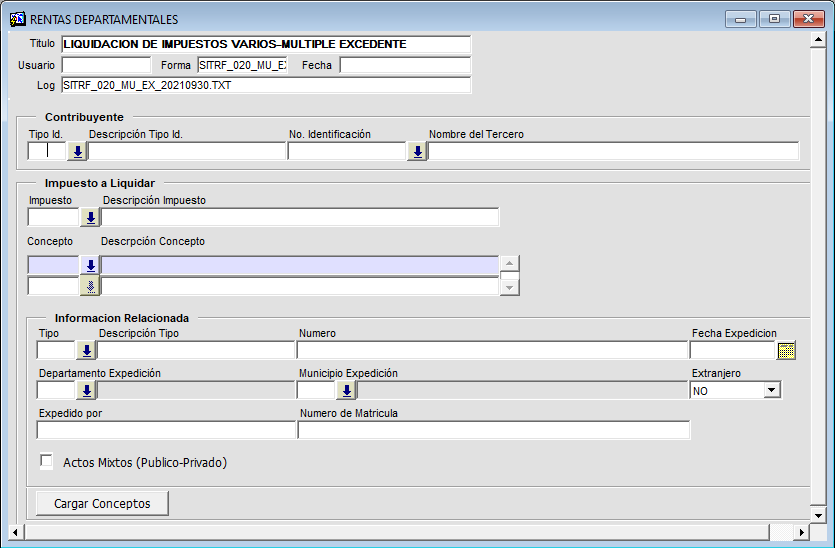 RENTAS DEPARTAMENTALES
Titulo LIQUIDACION DE IMPUESTOS VARIOS-MULTIPLE EXCEDENTE
Usuario Forma SITRF_020_MU_EX Fecha
Log SITRF_020_MU_EX_20210930.TXT
Contribuyente
Tipo Id. Descripción Tipo Id. No. Identificación Nombre del Tercero
Impuesto a Liquidar
Impuesto Descripción Impuesto
Concepto Descrpción Concepto
Informacion Relacionada
Tipo Descripción Tipo Numero Fecha Expedicion
Departamento Expedición Municipio Expedición Extranjero
NO
Expedido por Numero de Matricula
Actos Mixtos (Publico-Privado)
Cargar Conceptos